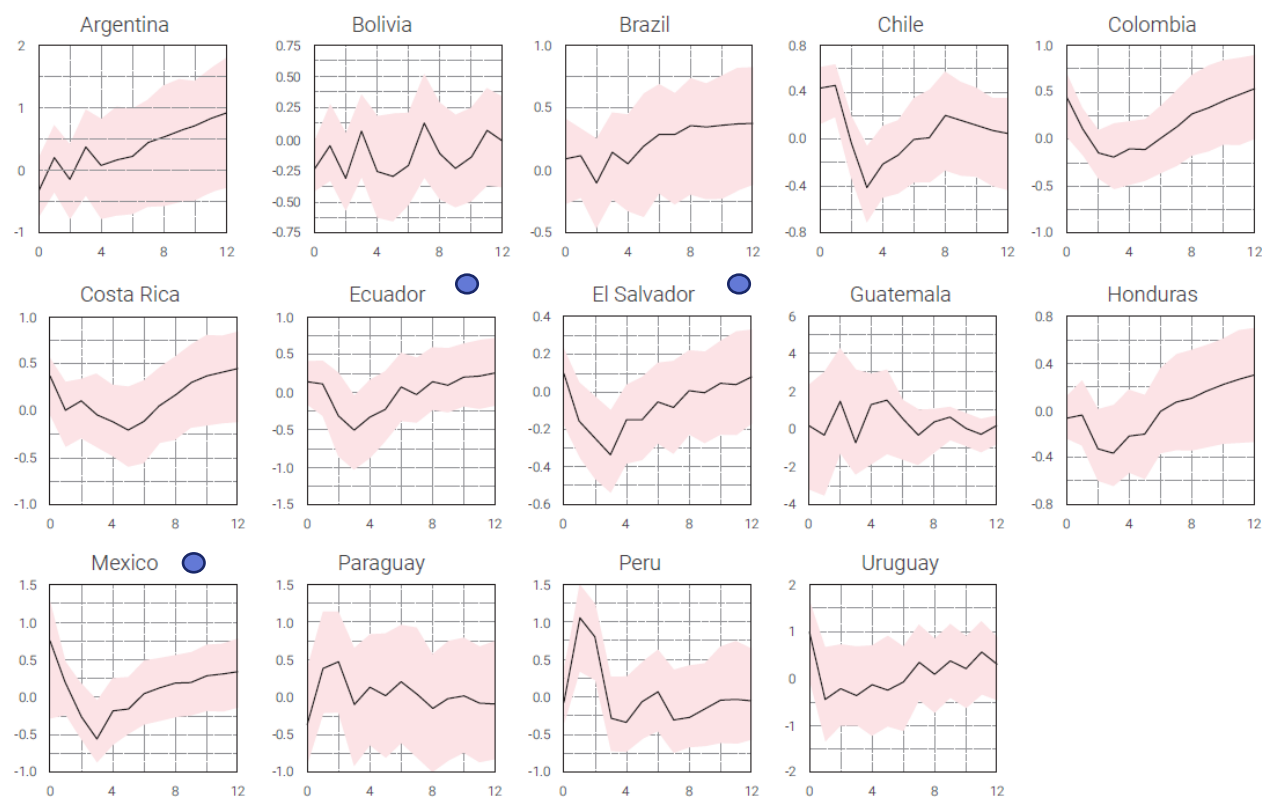 Argentina
2
1
0
-1
0 4 8 12
Bolivia
0.75
0.50
0.25
0.00
-0.25
-0.50
-0.75
0 4 8 12
Brazil
1.0
0.5
0.0
-0.5
0 4 8 12
Chile
0.8
0.4
0.0
-0.4
-0.8
0 4 8 12
Colombia
1.0
0.5
0.0
-0.5
-1.0
0 4 8 12
Costa Rica
1.0
0.5
0.0
-0.5
-1.0
0 4 8 12
Ecuador
1.0
0.5
0.0
-0.5
-1.0
-1.5
0 4 8 12
El Salvador
0.4
0.2
0.0
-0.2
-0.4
-0.6
0 4 8 12
Guatemala
6
4
2
0
-2
-4
0 4 8 12
Honduras
0.8
0.4
0.0
-0.4
-0.8
0 4 8 12
Mexico
1.5
1.0
0.5
0.0
-0.5
-1.0
0 4 8 12
Paraguay
1.5
1.0
0.5
0.0
-0.5
-1.0
0 4 8 12
Peru
1.5
1.0
0.5
0.0
-0.5
-1.0
0 4 8 12
Uruguay
2
1
0
-1
-2
0 4 8 12